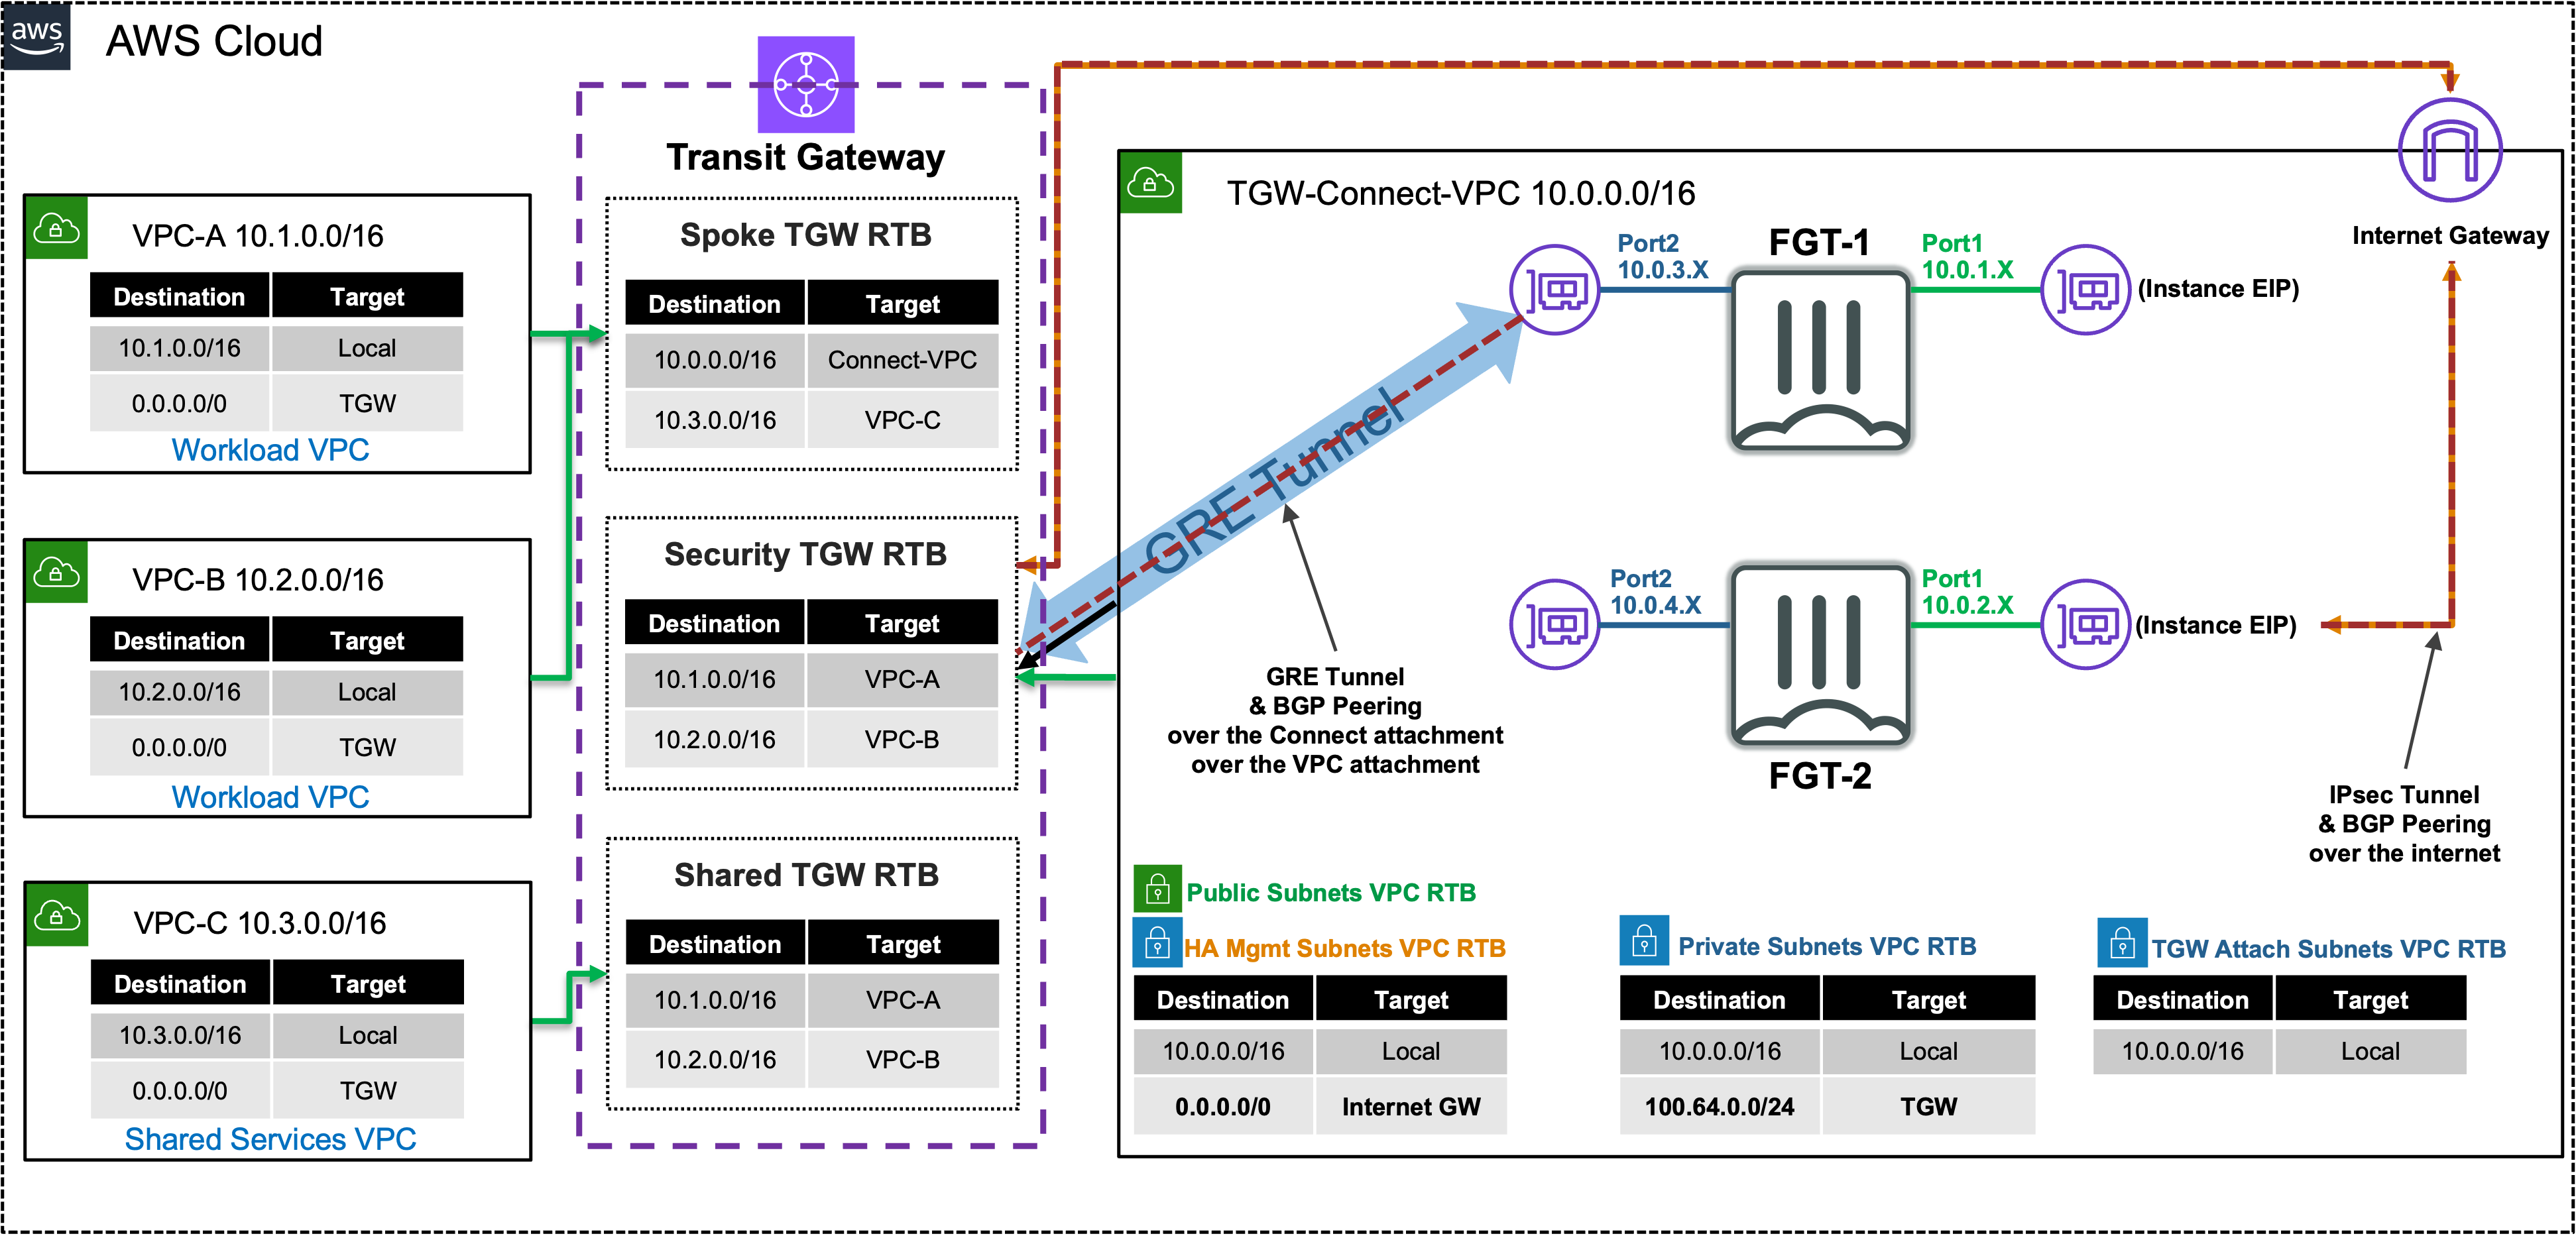 aws
AWS Cloud
Transit Gateway
VPC-A 10.1.0.0/16
Destination Target
10.1.0.0/16 Local
0.0.0.0/0 TGW
Workload VPC
VPC-B 10.2.0.0/16
Destination Target
10.2.0.0/16 Local
0.0.0.0/0 TGW
Workload VPC
VPC-C 10.3.0.0/16
Destination Target
10.3.0.0/16 Local
0.0.0.0/0 TGW
Shared Services VPC
Spoke TGW RTB
Destination Target
10.0.0.0/16 Connect-VPC
10.3.0.0/16 VPC-C
Security TGW RTB
Destination Target
10.1.0.0/16 VPC-A
10.2.0.0/16 VPC-B
Shared TGW RTB
Destination Target
10.1.0.0/16 VPC-A
10.2.0.0/16 VPC-B
TGW-Connect-VPC 10.0.0.0/16
Internet Gateway
Port2
10.0.3.X
FGT-1
Port1
10.0.1.X
(Instance EIP)
GRE Tunnel
Port2
10.0.4.X
Port1
10.0.2.X
(Instance EIP)
FGT-2
GRE Tunnel
& BGP Peering
over the Connect attachment
over the VPC attachment
IPsec Tunnel
& BGP Peering
over the internet
Public Subnets VPC RTB
HA Mgmt Subnets VPC RTB
Destination Target
10.0.0.0/16 Local
0.0.0.0/0 Internet GW
Private Subnets VPC RTB
Destination Target
10.0.0.0/16 Local
100.64.0.0/24 TGW
TGW Attach Subnets VPC RTB
Destination Target
10.0.0.0/16 Local